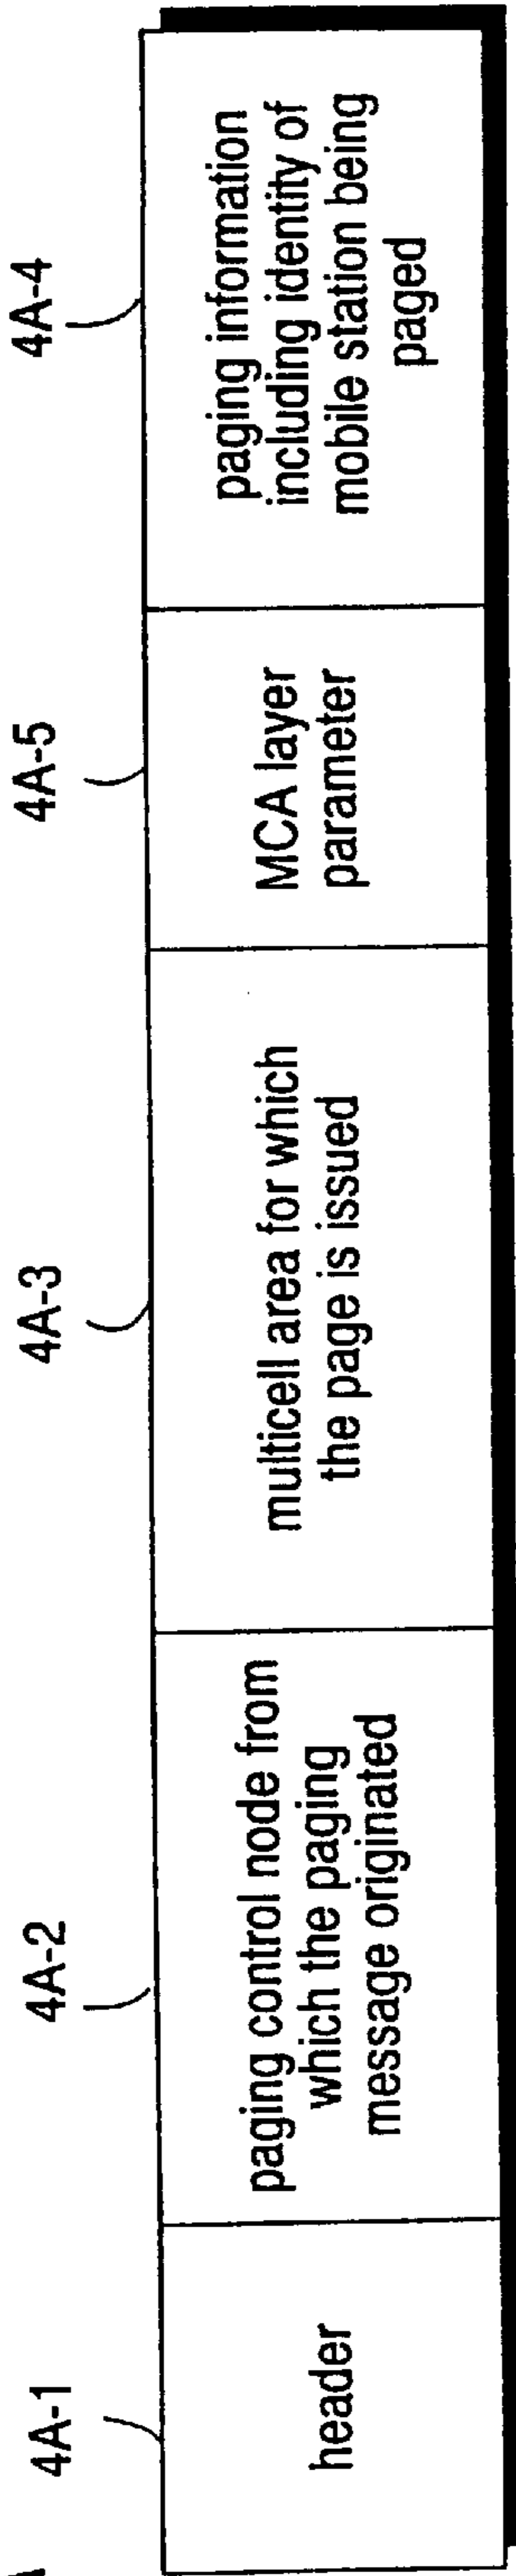 4A-1
4A-2
4A-3
4A-5
4A-4
header
paging control node from
which the paging
message originated
multicell area for which
the page is issued
MCA layer
parameter
paging information
including identity of
mobile station being
paged